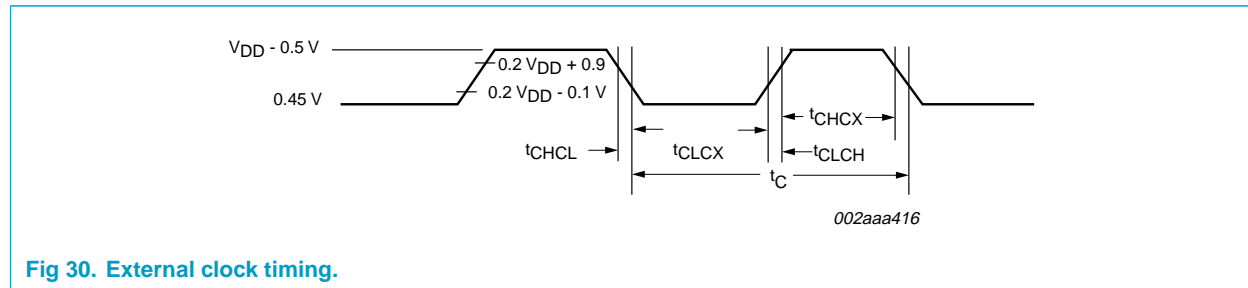 VDD - 0.5 V
0.2 VDD + 0.9
0.2 VDD - 0.1 V
0.45 V
tCHCX
tCHCL
tCLCX
tCLCH
tC
002aaa416
Fig 30. External clock timing.